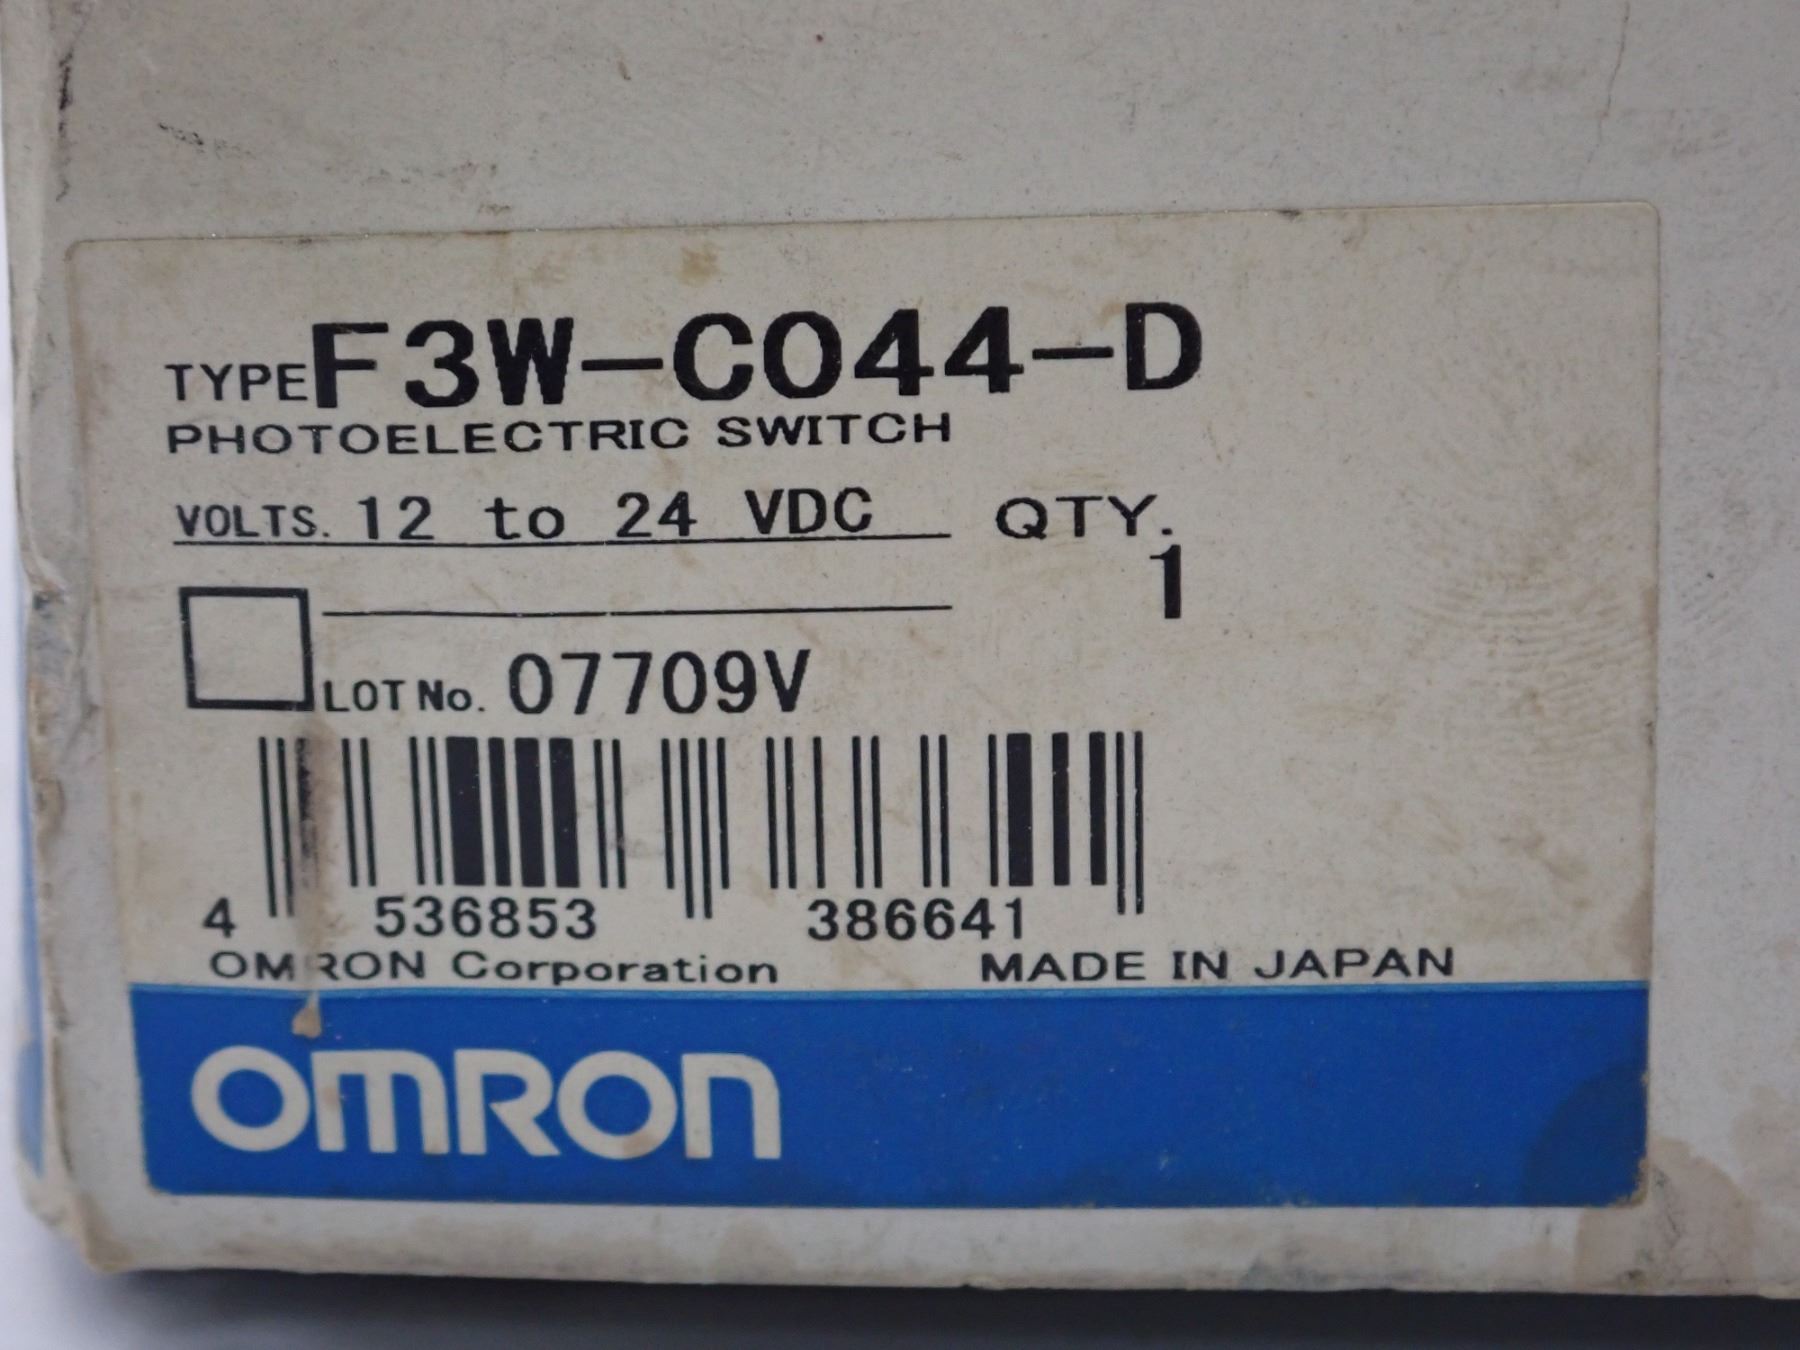 TYPE F3W-C044-D
PHOTOELECTRIC SWITCH
VOLTS. 12 to 24 VDC QTY.
1
LOT No. 07709V
4 536853 386641
OMRON Corporation MADE IN JAPAN
OMRON